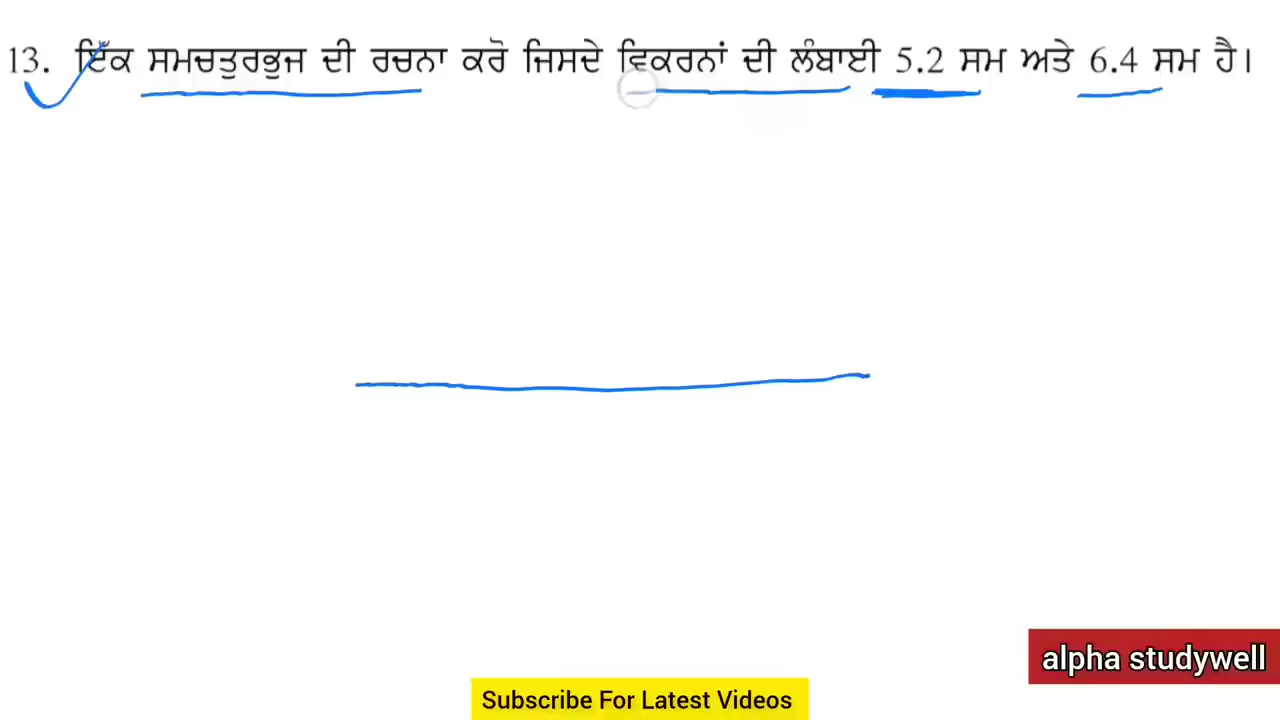 13. ਇੱਕ ਸਮਚਤੁਰਭੁਜ ਦੀ ਰਚਨਾ ਕਰੋ ਜਿਸਦੇ ਵਿਕਰਨਾਂ ਦੀ ਲੰਬਾਈ 5.2 ਸਮ ਅਤੇ 6.4 ਸਮ ਹੈ।
alpha studywell
Subscribe For Latest Videos